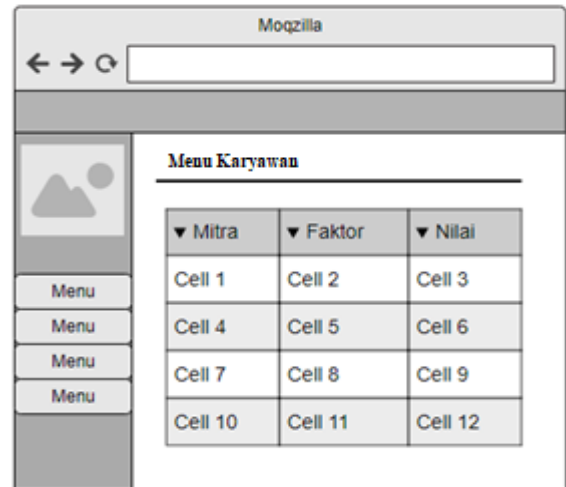 Moqzilla
Menu Karyawan
▼ Mitra ▼ Faktor ▼ Nilai
Cell 1 Cell 2 Cell 3
Cell 4 Cell 5 Cell 6
Cell 7 Cell 8 Cell 9
Cell 10 Cell 11 Cell 12
Menu
Menu
Menu
Menu